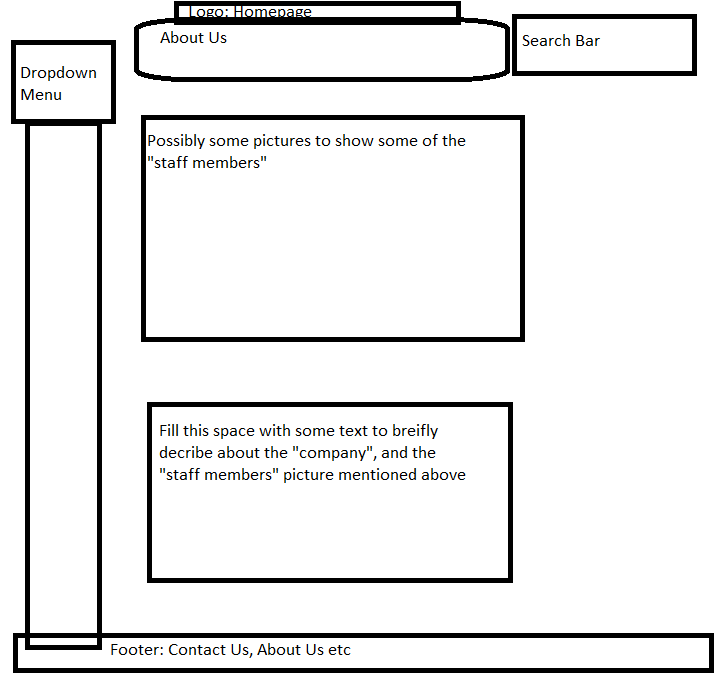 Logo: Homepage
About Us
Search Bar
Dropdown
Menu
Possibly some pictures to show some of the
"staff members"
Fill this space with some text to breifly
decribe about the "company", and the
"staff members" picture mentioned above
Footer: Contact Us, About Us etc